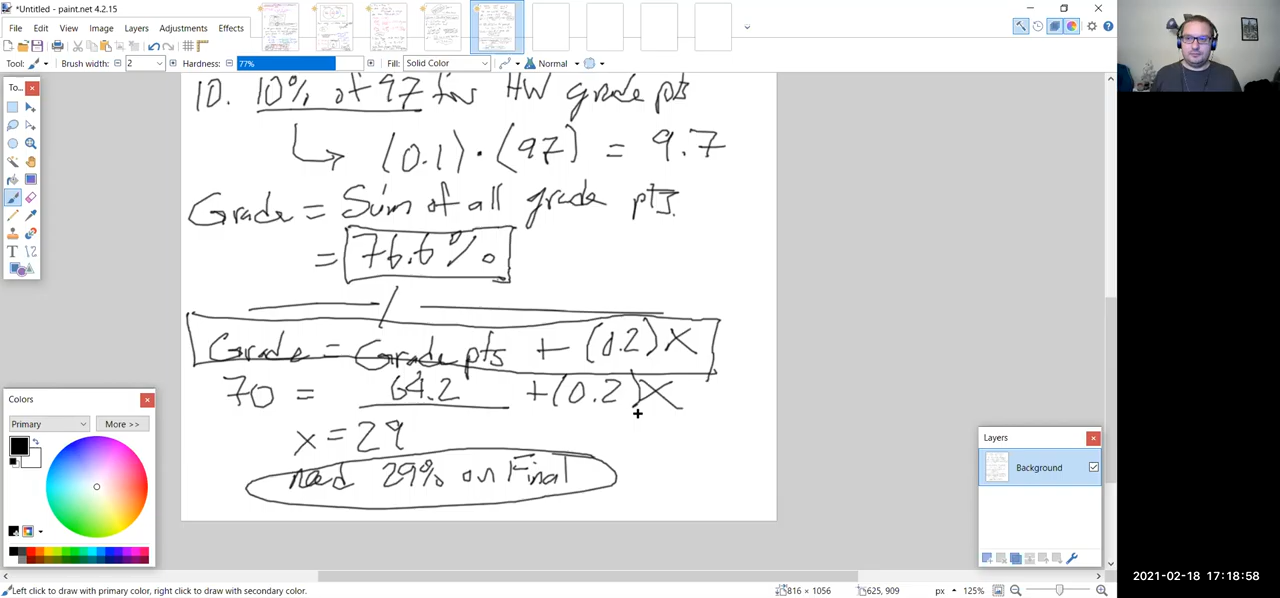 *Untitled - paint.net 4.2.15
File Edit View Image Layers Adjustments Effects
Tool: Brush width: 2 Hardness: 77% Fill: Solid Color Normal
To...
10. 10% of 97 for HW grade pts
(0.1) · (97) = 9.7
Grade = Sum of all grade pts.
= 76.6%
Grade = Grade pts + (0.2)X
70 = 64.2 + (0.2)X
x = 29
need 29% on Final
Colors
Primary More >>
Layers
Background
Left click to draw with primary color, right click to draw with secondary color.
816 × 1056 625, 909 px 125%
2021-02-18 17:18:58